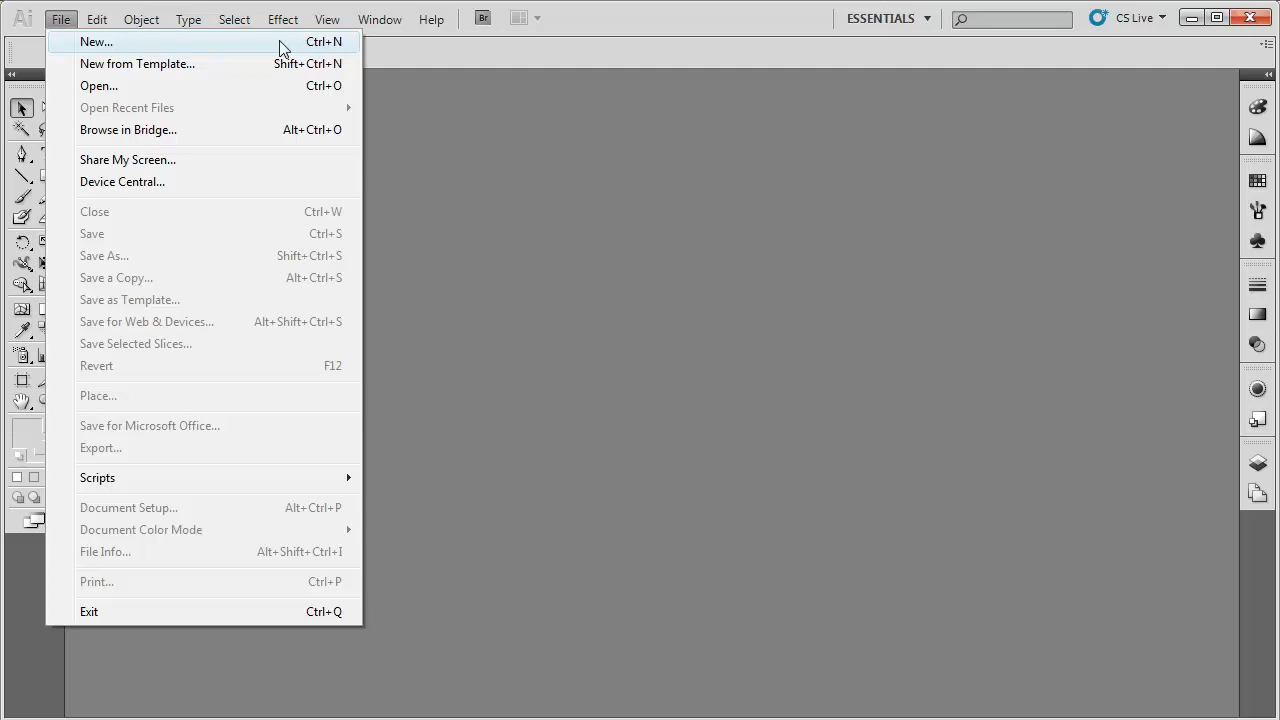 Ai File Edit Object Type Select Effect View Window Help Br ESSENTIALS CS Live
New... Ctrl+N
New from Template... Shift+Ctrl+N
Open... Ctrl+O
Open Recent Files
Browse in Bridge... Alt+Ctrl+O
Share My Screen...
Device Central...
Close Ctrl+W
Save Ctrl+S
Save As... Shift+Ctrl+S
Save a Copy... Alt+Ctrl+S
Save as Template...
Save for Web & Devices... Alt+Shift+Ctrl+S
Save Selected Slices...
Revert F12
Place...
Save for Microsoft Office...
Export...
Scripts
Document Setup... Alt+Ctrl+P
Document Color Mode
File Info... Alt+Shift+Ctrl+I
Print... Ctrl+P
Exit Ctrl+Q